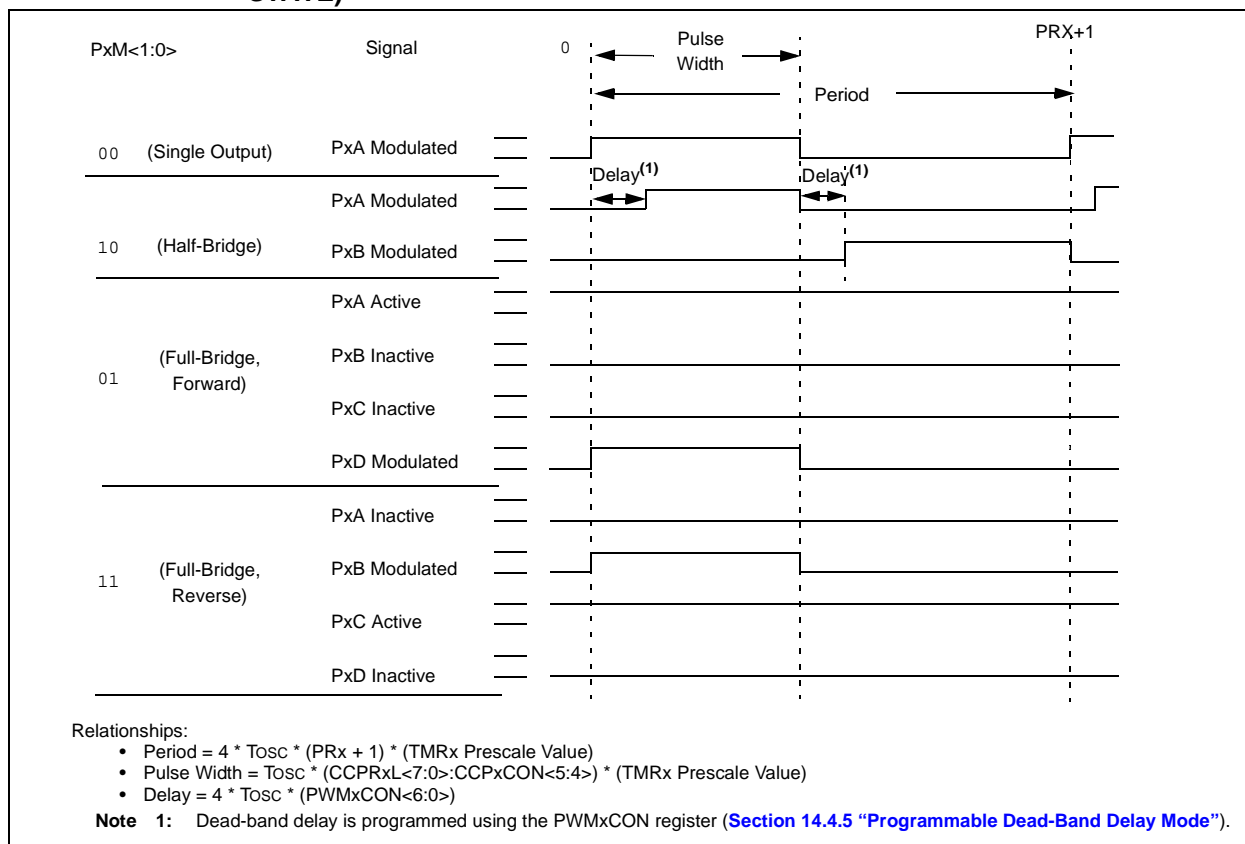 PxM<1:0>
Signal
0
Pulse
Width
PRX+1
Period
00 (Single Output) PxA Modulated
Delay(1) Delay(1)
PxA Modulated
10 (Half-Bridge) PxB Modulated
PxA Active
(Full-Bridge,
Forward)
PxB Inactive
01
PxC Inactive
PxD Modulated
PxA Inactive
(Full-Bridge,
Reverse)
PxB Modulated
11
PxC Active
PxD Inactive
Relationships:
• Period = 4 * TOSC * (PRx + 1) * (TMRx Prescale Value)
• Pulse Width = TOSC * (CCPRxL<7:0>:CCPxCON<5:4>) * (TMRx Prescale Value)
• Delay = 4 * TOSC * (PWMxCON<6:0>)
Note 1: Dead-band delay is programmed using the PWMxCON register (Section 14.4.5 “Programmable Dead-Band Delay Mode”).